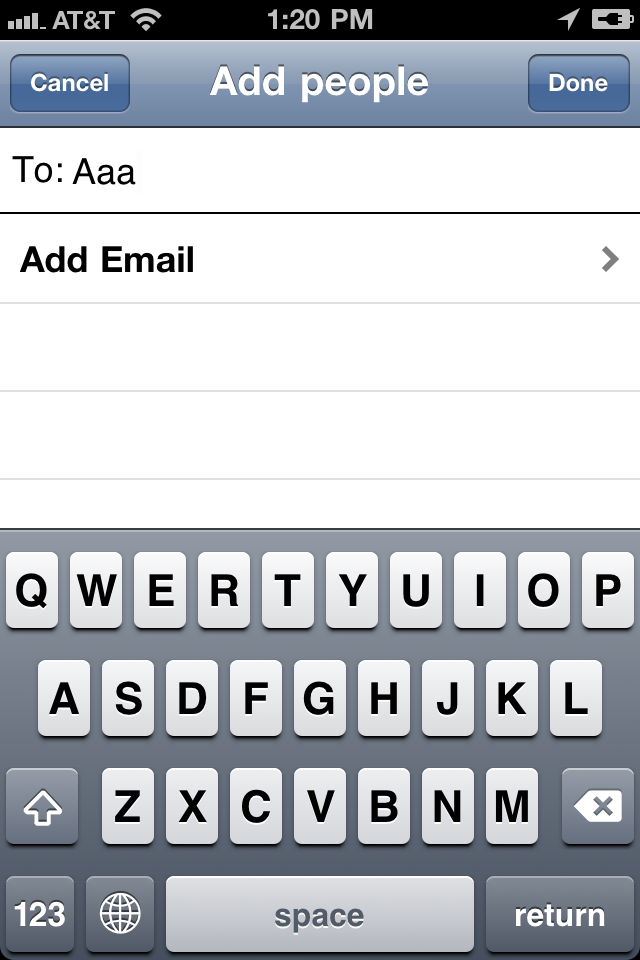 AT&T 1:20 PM
Cancel Add people Done
To: Aaa
Add Email
Q W E R T Y U I O P
A S D F G H J K L
Z X C V B N M
123 space return